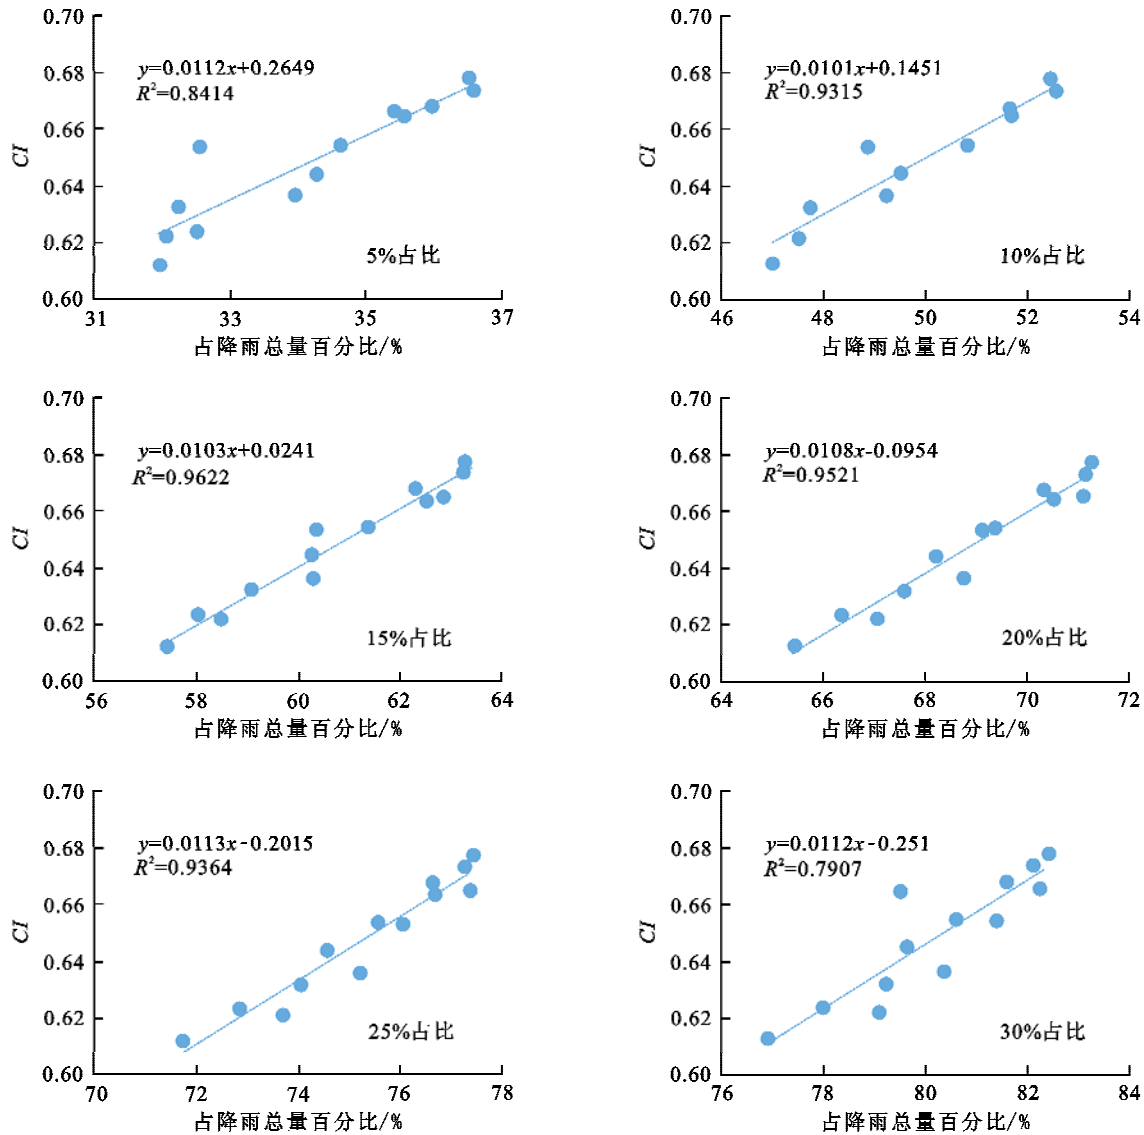 0.70
0.68
0.66
0.64
0.62
0.60
CI
y=0.0112x+0.2649
R²=0.8414
5%占比
31 33 35 37
占降雨总量百分比/%
0.70
0.68
0.66
0.64
0.62
0.60
CI
y=0.0101x+0.1451
R²=0.9315
10%占比
46 48 50 52 54
占降雨总量百分比/%
0.70
0.68
0.66
0.64
0.62
0.60
CI
y=0.0103x+0.0241
R²=0.9622
15%占比
56 58 60 62 64
占降雨总量百分比/%
0.70
0.68
0.66
0.64
0.62
0.60
CI
y=0.0108x-0.0954
R²=0.9521
20%占比
64 66 68 70 72
占降雨总量百分比/%
0.70
0.68
0.66
0.64
0.62
0.60
CI
y=0.0113x-0.2015
R²=0.9364
25%占比
70 72 74 76 78
占降雨总量百分比/%
0.70
0.68
0.66
0.64
0.62
0.60
CI
y=0.0112x-0.251
R²=0.7907
30%占比
76 78 80 82 84
占降雨总量百分比/%